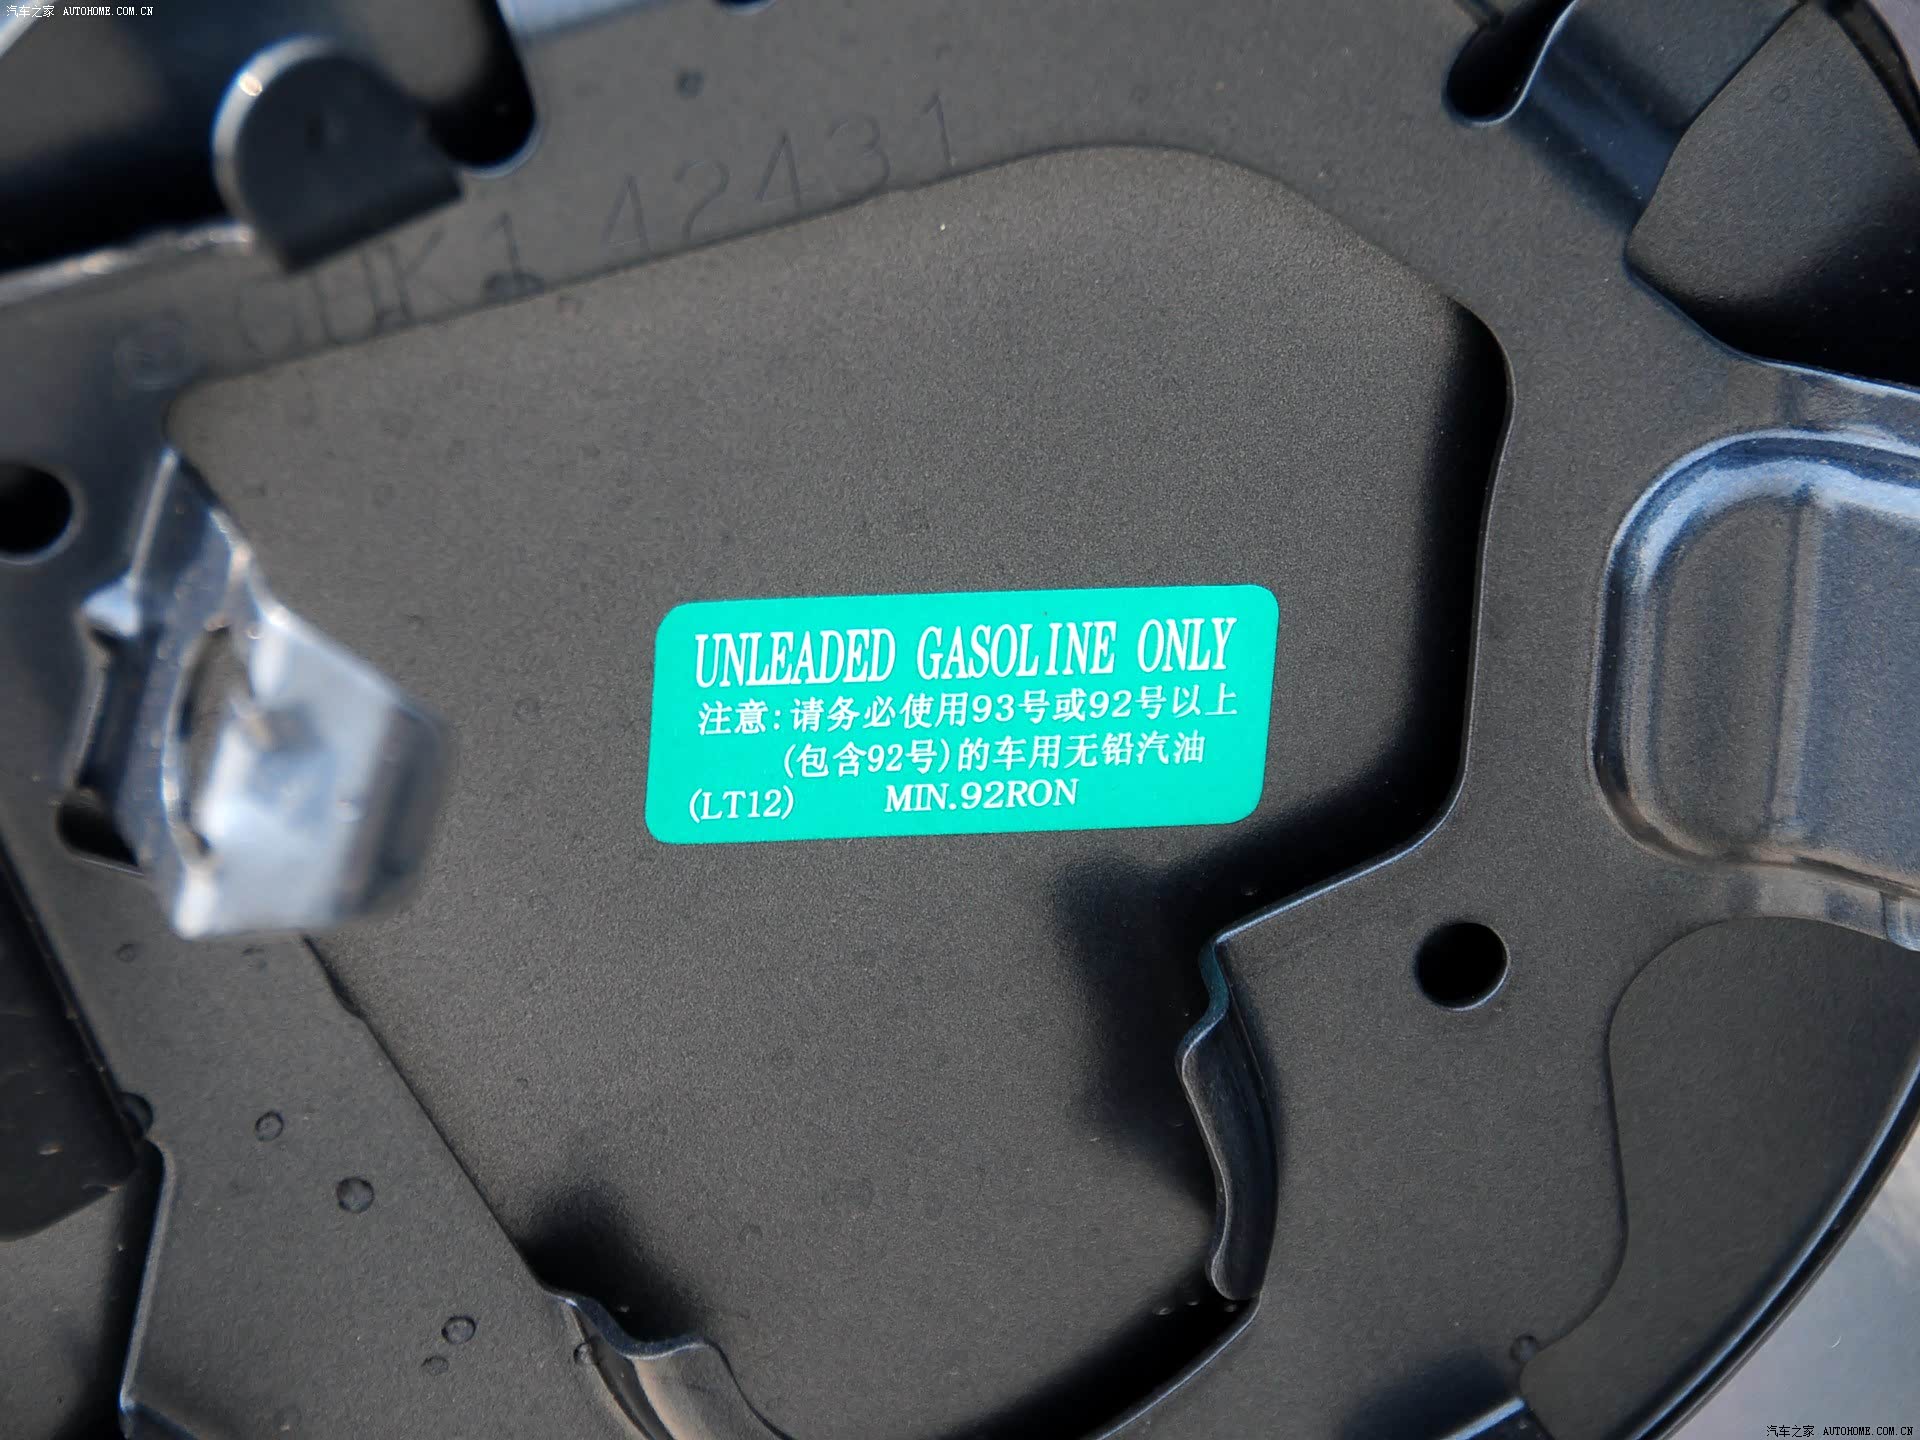 汽车之家 AUTOHOME.COM.CN
UNLEADED GASOLINE ONLY
注意:请务必使用93号或92号以上
(包含92号)的车用无铅汽油
(LT12) MIN.92RON
汽车之家 AUTOHOME.COM.CN